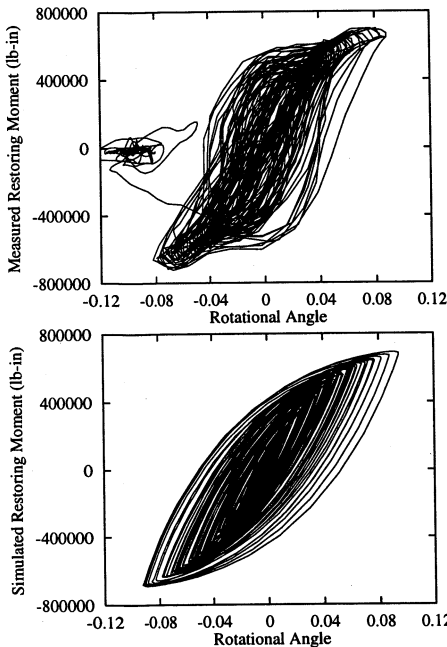 Measured Restoring Moment (lb-in)
800000
400000
0
-400000
-800000
-0.12 -0.08 -0.04 0 0.04 0.08 0.12
Rotational Angle
Simulated Restoring Moment (lb-in)
800000
400000
0
-400000
-800000
-0.12 -0.08 -0.04 0 0.04 0.08 0.12
Rotational Angle